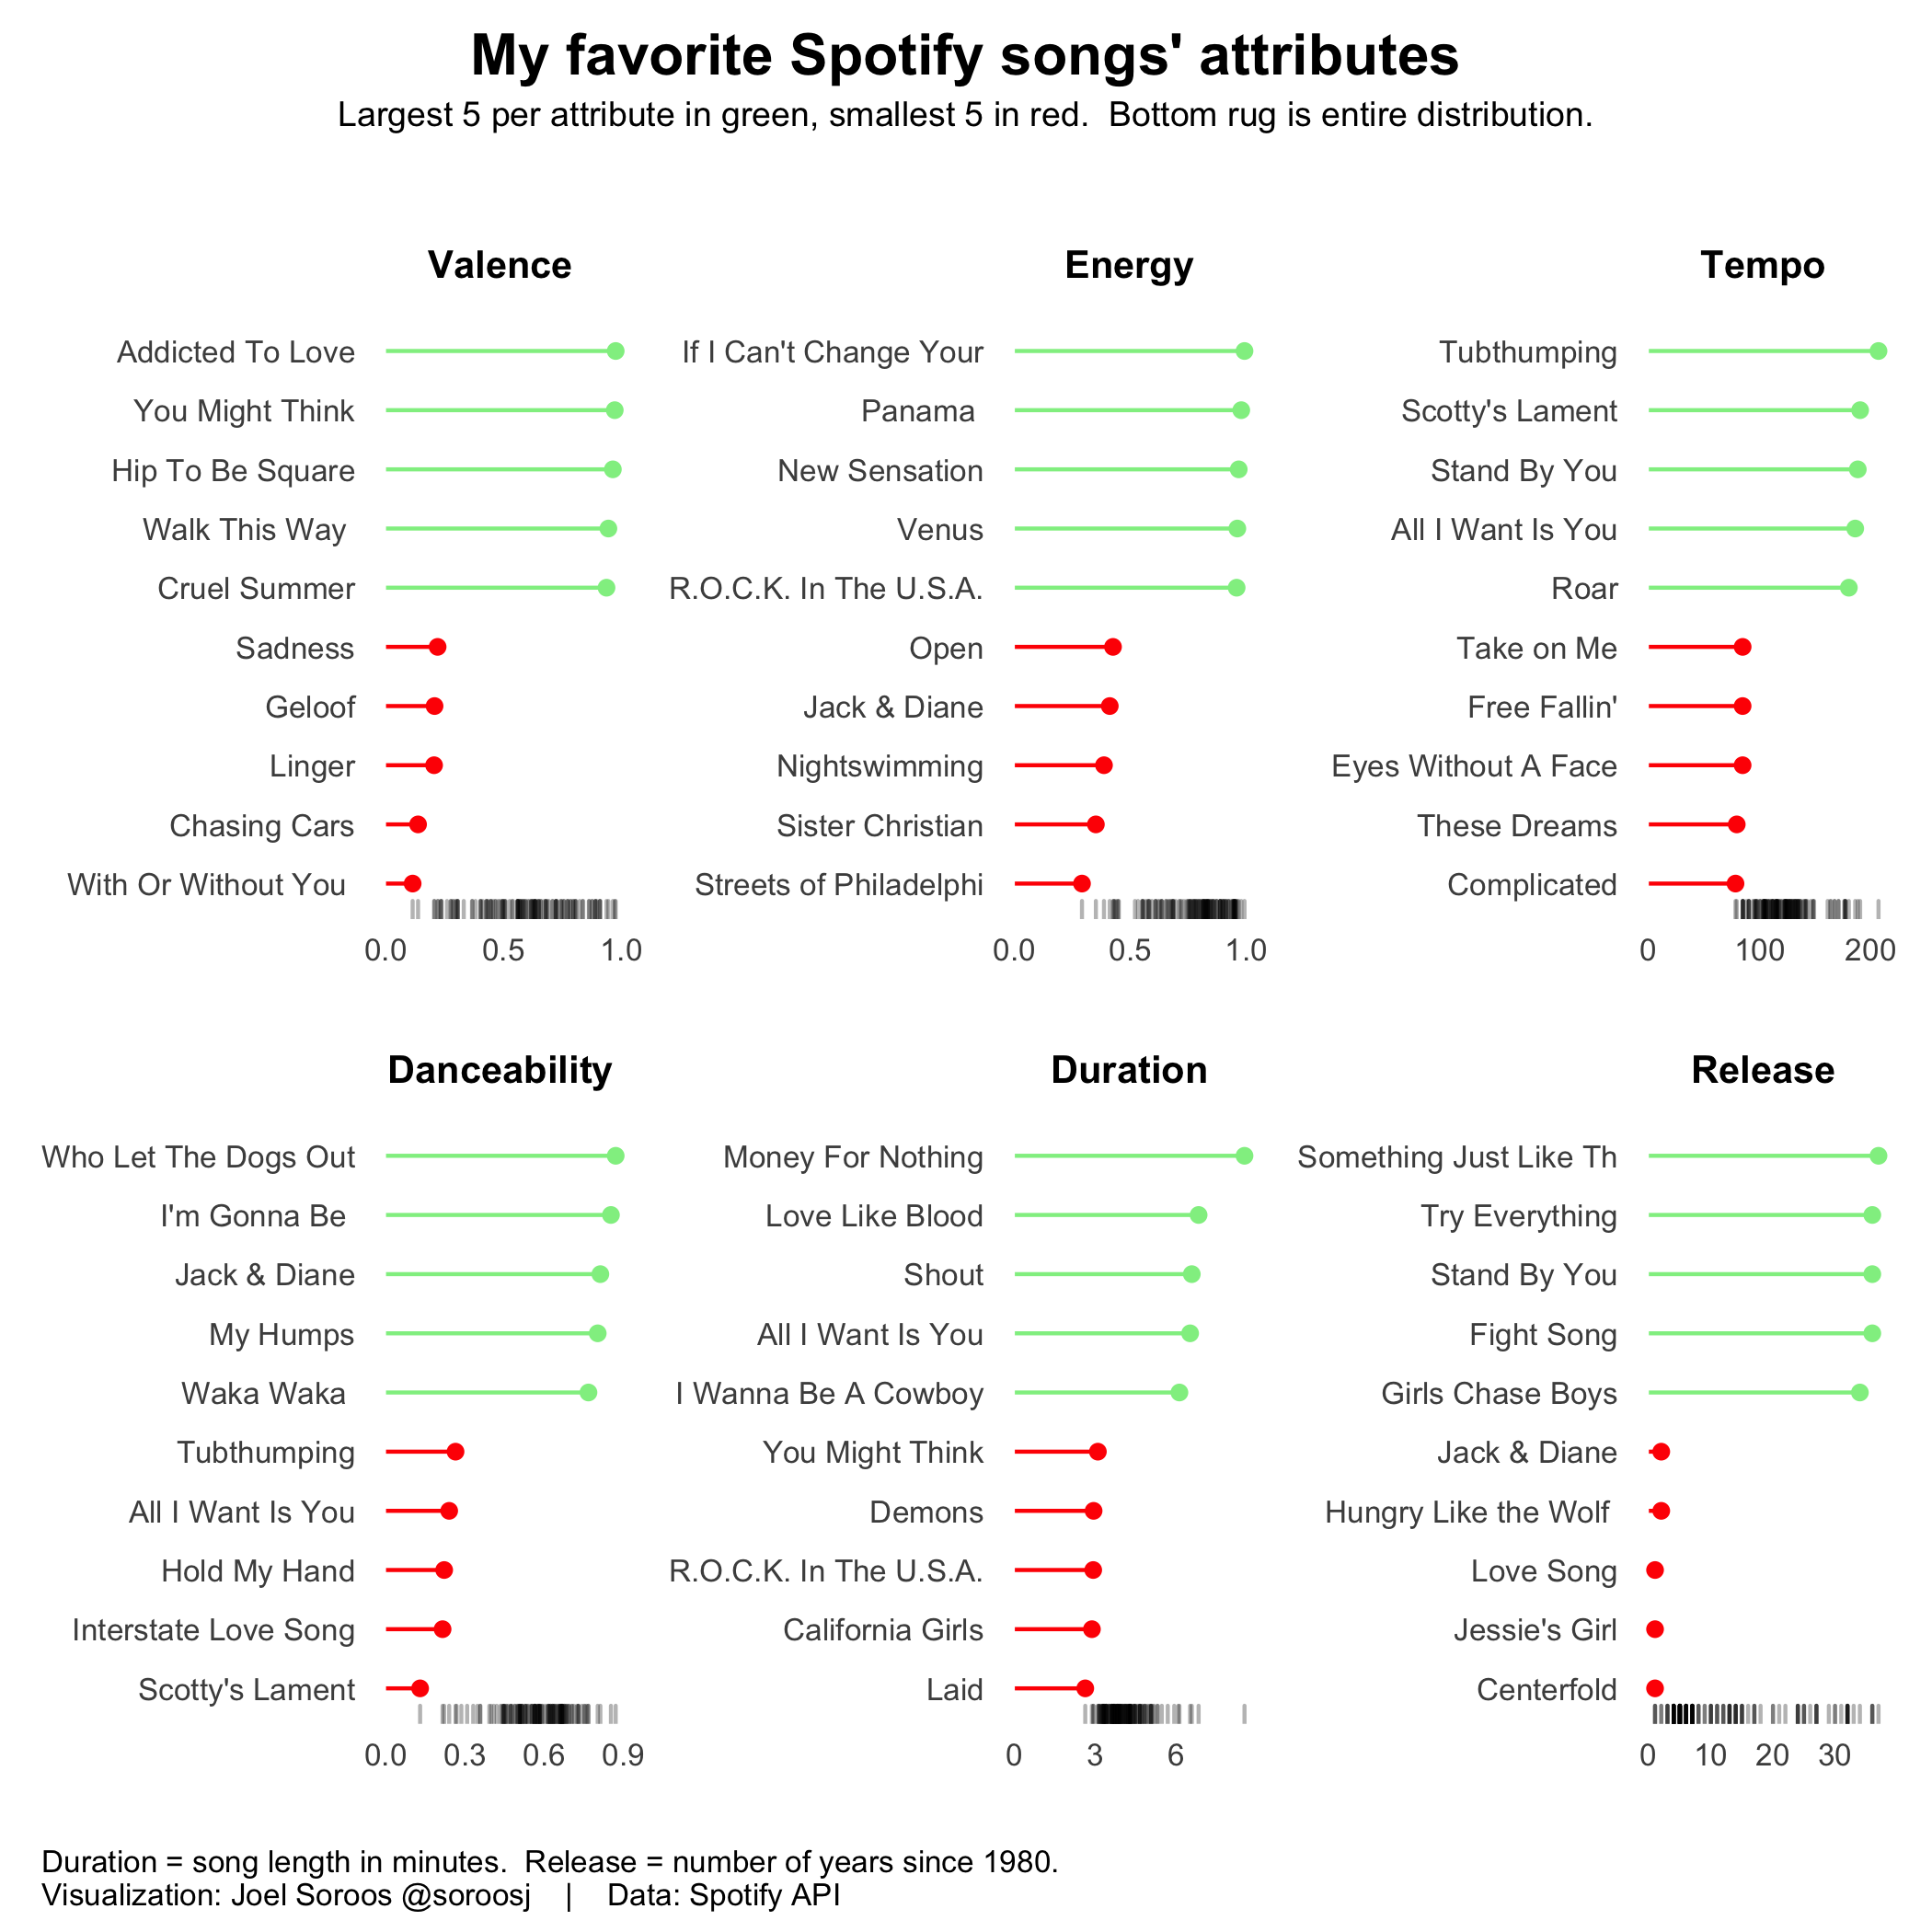 My favorite Spotify songs' attributes
Largest 5 per attribute in green, smallest 5 in red.  Bottom rug is entire distribution.
Valence
Addicted To Love
You Might Think
Hip To Be Square
Walk This Way
Cruel Summer
Sadness
Geloof
Linger
Chasing Cars
With Or Without You
0.0 0.5 1.0
Energy
If I Can't Change Your
Panama
New Sensation
Venus
R.O.C.K. In The U.S.A.
Open
Jack & Diane
Nightswimming
Sister Christian
Streets of Philadelphi
0.0 0.5 1.0
Tempo
Tubthumping
Scotty's Lament
Stand By You
All I Want Is You
Roar
Take on Me
Free Fallin'
Eyes Without A Face
These Dreams
Complicated
0 100 200
Danceability
Who Let The Dogs Out
I'm Gonna Be
Jack & Diane
My Humps
Waka Waka
Tubthumping
All I Want Is You
Hold My Hand
Interstate Love Song
Scotty's Lament
0.0 0.3 0.6 0.9
Duration
Money For Nothing
Love Like Blood
Shout
All I Want Is You
I Wanna Be A Cowboy
You Might Think
Demons
R.O.C.K. In The U.S.A.
California Girls
Laid
0 3 6
Release
Something Just Like Th
Try Everything
Stand By You
Fight Song
Girls Chase Boys
Jack & Diane
Hungry Like the Wolf
Love Song
Jessie's Girl
Centerfold
0 10 20 30
Duration = song length in minutes.  Release = number of years since 1980.
Visualization: Joel Soroos @soroosj    |    Data: Spotify API